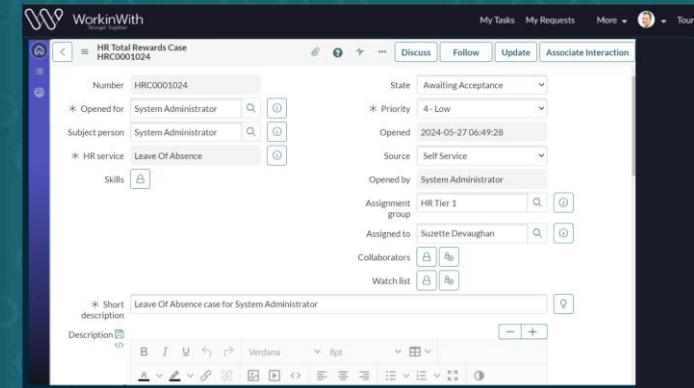 WorkinWith
Stronger Together
My Tasks My Requests More Tour
HR Total Rewards Case
HRC0001024
Discuss Follow Update Associate Interaction
Number HRC0001024
State Awaiting Acceptance
* Opened for System Administrator
* Priority 4 - Low
Subject person System Administrator
Opened 2024-05-27 06:49:28
* HR service Leave Of Absence
Source Self Service
Skills
Opened by System Administrator
Assignment group HR Tier 1
Assigned to Suzette Devaughan
Collaborators
Watch list
* Short description Leave Of Absence case for System Administrator
Description
B I U Verdana 8pt
A